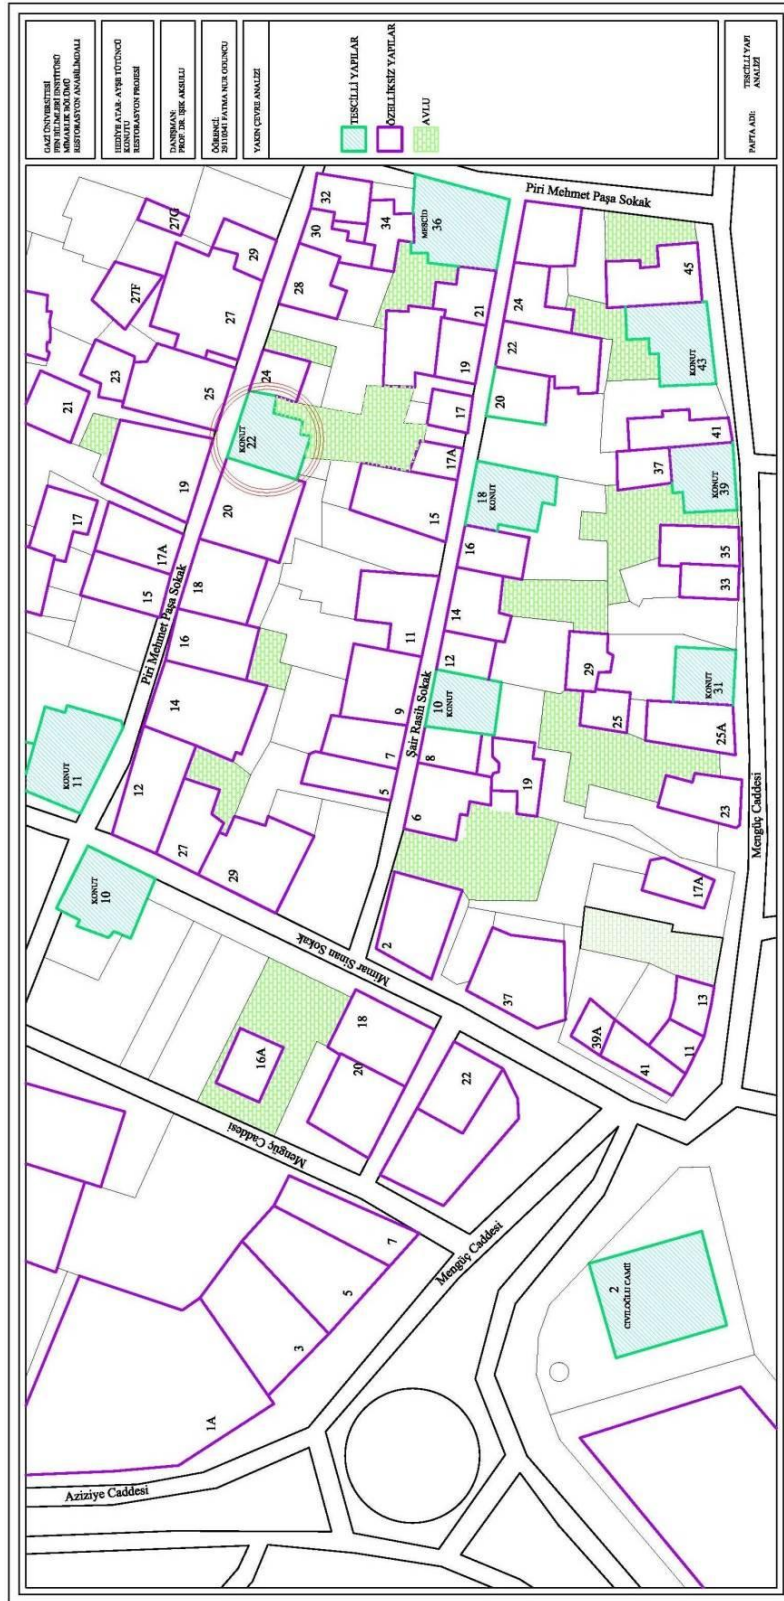 GAZİ ÜNİVERSİTESİ
FEN BİLİMLERİ ENSTİTÜSÜ
MİMARLIK BÖLÜMÜ
RESTORASYON ANABİLİMDALI
HEDİYE ATAR- AYŞE TÜTÜNCÜ
KONUTU
RESTORASYON PROJESİ
DANIŞMAN:
PROF. DR. IŞIK AKSULU
ÖĞRENCİ:
FATMA NUR
YAKIN ÇEVRE ANALİZİ
TESCİLLİ YAPILAR
ÖZELLİKSİZ YAPILAR
AVLU
PAFTA ADI:
TESCİLLİ YAPI
ANALİZİ
27G
27F
29
27
23
25
21
19
17
17A
15
KONUT
11
Piri Mehmet Paşa Sokak
32
30
34
28
24
KONUT
22
20
18
16
14
12
27
29
MESCİD
36
21
19
17
17A
15
11
9
7
5
Şair Rasih Sokak
Piri Mehmet Paşa Sokak
24
22
20
18
KONUT
16
14
12
10
KONUT
8
6
2
19
45
KONUT
43
41
37
KONUT
39
35
33
29
KONUT
31
25
25A
23
17A
Mengüç Caddesi
37
39A
41
11
13
KONUT
10
Mimar Sinan Sokak
16A
18
20
22
Mengüç Caddesi
7
5
3
1A
Mengüç Caddesi
Aziziye Caddesi
2
CIVILOĞLU CAMII